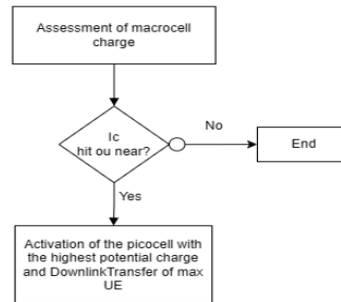 Assessment of macrocell
charge
Ic
hit ou near?
No
End
Yes
Activation of the picocell with
the highest potential charge
and DownlinkTransfer of max
UE